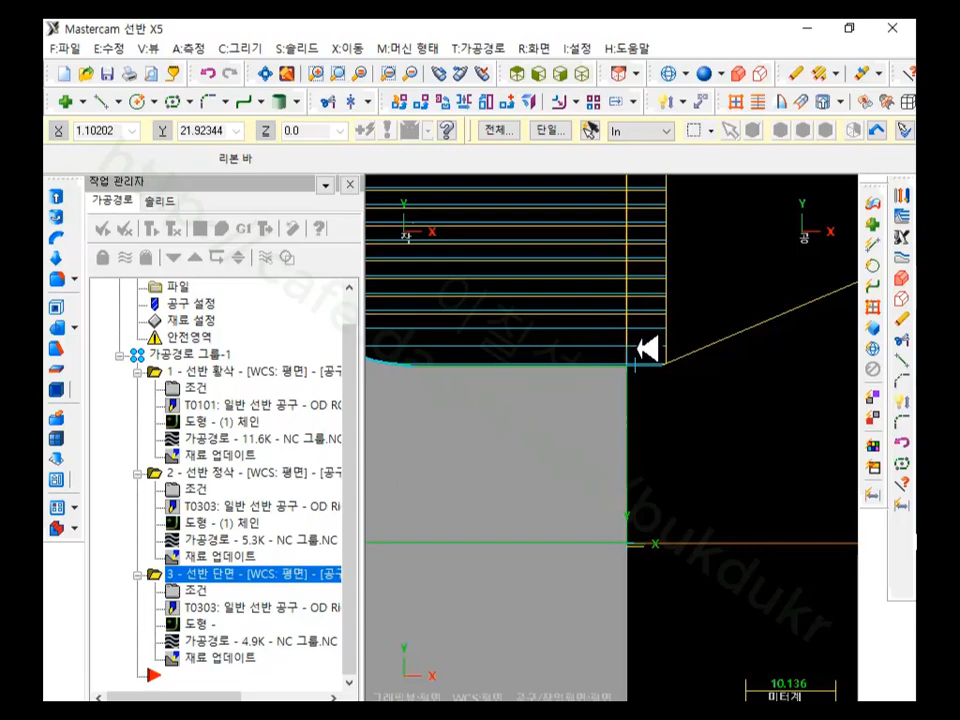 Mastercam 선반 X5
F:파일 E:수정 V:뷰 A:측정 C:그리기 S:솔리드 X:이동 M:머신 형태 T:가공경로 R:화면 I:설정 H:도움말
X 1.10202 Y 21.92344 Z 0.0 전체... 단일... In
리본 바
작업 관리자
가공경로 솔리드
G1
파일
공구 설정
재료 설정
안전영역
가공경로 그룹-1
1 - 선반 황삭 - [WCS: 평면] - [공구
조건
T0101: 일반 선반 공구 - OD RO
도형 - (1) 체인
가공경로 - 11.6K - NC 그룹.NC
재료 업데이트
2 - 선반 정삭 - [WCS: 평면] - [공구
조건
T0303: 일반 선반 공구 - OD Ri
도형 - (1) 체인
가공경로 - 5.3K - NC 그룹.NC
재료 업데이트
3 - 선반 단면 - [WCS: 평면] - [공구
조건
T0303: 일반 선반 공구 - OD Ri
도형 -
가공경로 - 4.9K - NC 그룹.NC
재료 업데이트
Y
X
작
Y
X
공
Y
X
Y
X
10.136
미터계
bukdukr